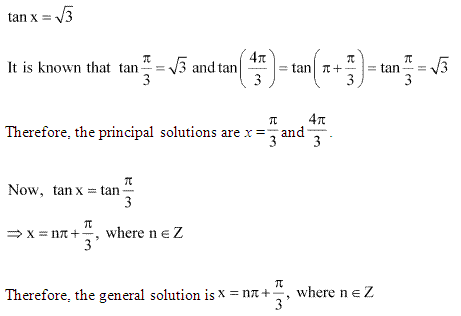 tan x = √3
It is known that tan π/3 = √3 and tan(4π/3) = tan(π + π/3) = tan π/3 = √3
Therefore, the principal solutions are x = π/3 and 4π/3 .
Now, tan x = tan π/3
⇒ x = nπ + π/3, where n ∈ Z
Therefore, the general solution is x = nπ + π/3, where n ∈ Z